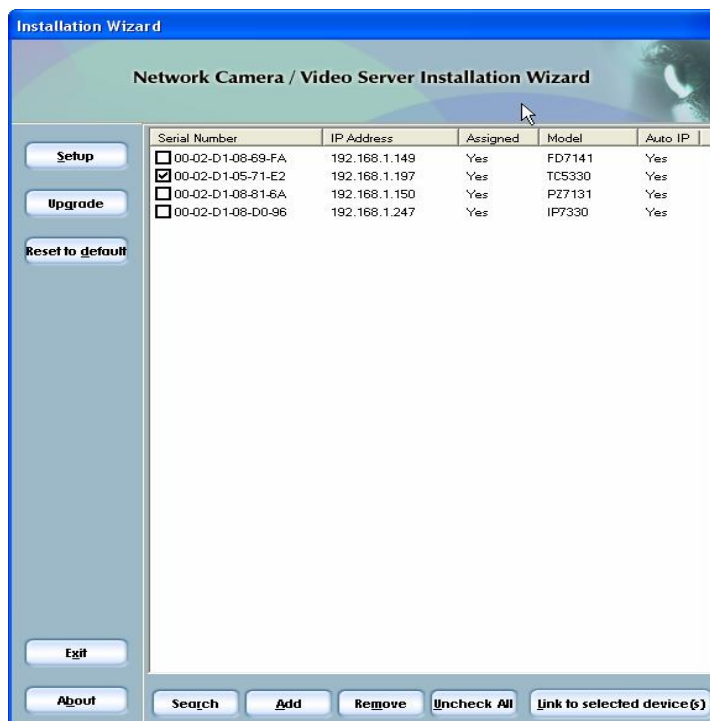 Installation Wizard
Network Camera / Video Server Installation Wizard
Setup
Upgrade
Reset to default
Exit
About
Serial Number IP Address Assigned Model Auto IP
00-02-D1-08-69-FA 192.168.1.149 Yes FD7141 Yes
00-02-D1-05-71-E2 192.168.1.197 Yes TC5330 Yes
00-02-D1-08-81-6A 192.168.1.150 Yes PZ7131 Yes
00-02-D1-08-D0-96 192.168.1.247 Yes IP7330 Yes
Search Add Remove Uncheck All Link to selected device(s)